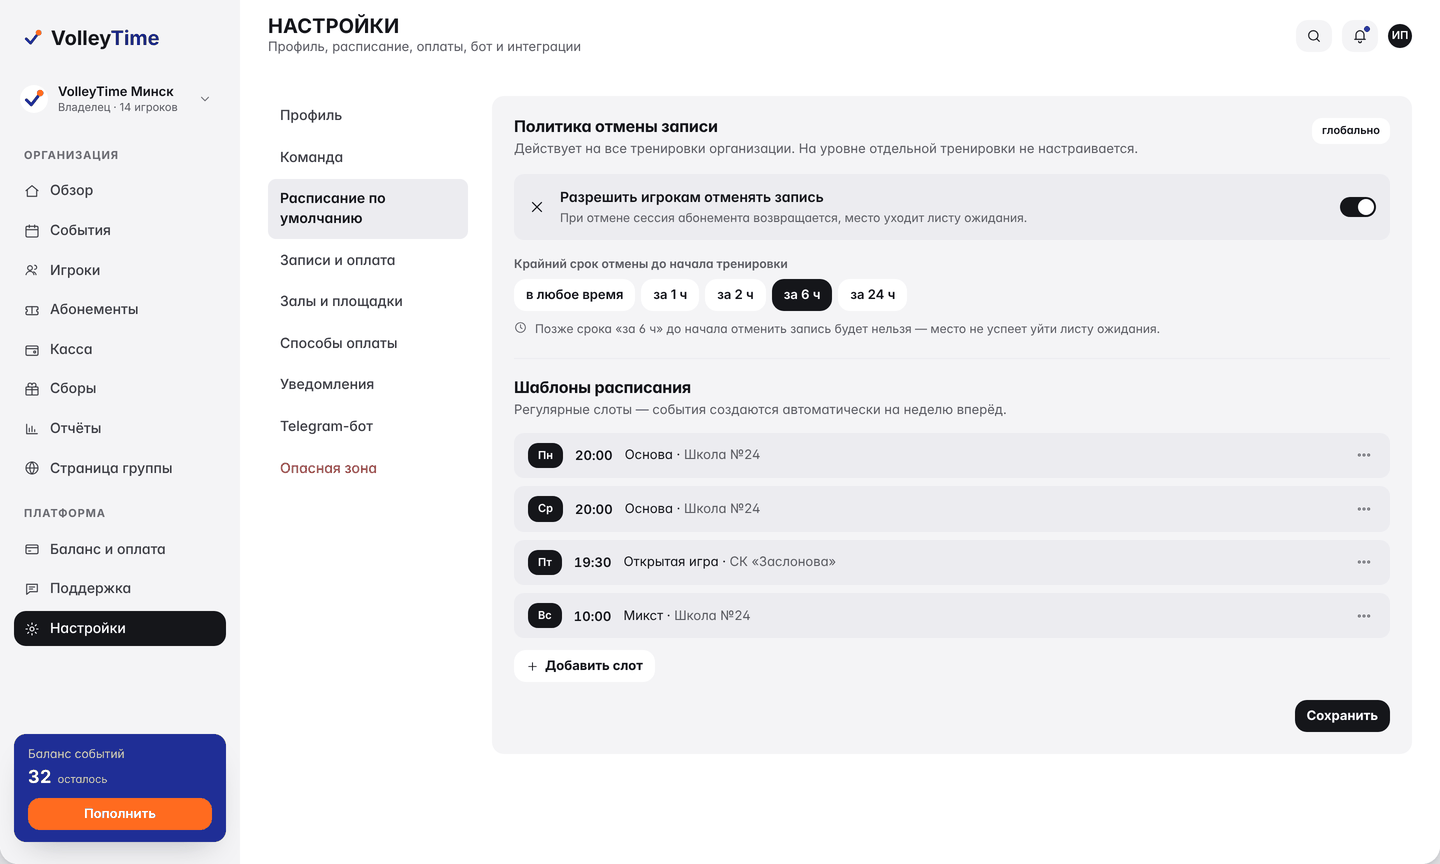 VolleyTime
VolleyTime Минск
Владелец · 14 игроков
ОРГАНИЗАЦИЯ
Обзор
События
Игроки
Абонементы
Касса
Сборы
Отчёты
Страница группы
ПЛАТФОРМА
Баланс и оплата
Поддержка
Настройки
Баланс событий
32 осталось
Пополнить
НАСТРОЙКИ
Профиль, расписание, оплаты, бот и интеграции
ИП
Профиль
Команда
Расписание по
умолчанию
Записи и оплата
Залы и площадки
Способы оплаты
Уведомления
Telegram-бот
Опасная зона
Политика отмены записи
глобально
Действует на все тренировки организации. На уровне отдельной тренировки не настраивается.
Разрешить игрокам отменять запись
При отмене сессия абонемента возвращается, место уходит листу ожидания.
Крайний срок отмены до начала тренировки
в любое время за 1 ч за 2 ч за 6 ч за 24 ч
Позже срока «за 6 ч» до начала отменить запись будет нельзя — место не успеет уйти листу ожидания.
Шаблоны расписания
Регулярные слоты — события создаются автоматически на неделю вперёд.
Пн 20:00 Основа · Школа №24
Ср 20:00 Основа · Школа №24
Пт 19:30 Открытая игра · СК «Заслонова»
Вс 10:00 Микст · Школа №24
+ Добавить слот
Сохранить